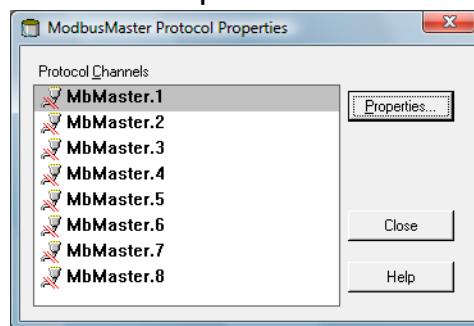 ModbusMaster Protocol Properties
Protocol Channels
MbMaster.1
Properties...
MbMaster.2
MbMaster.3
MbMaster.4
MbMaster.5
MbMaster.6
Close
MbMaster.7
MbMaster.8
Help